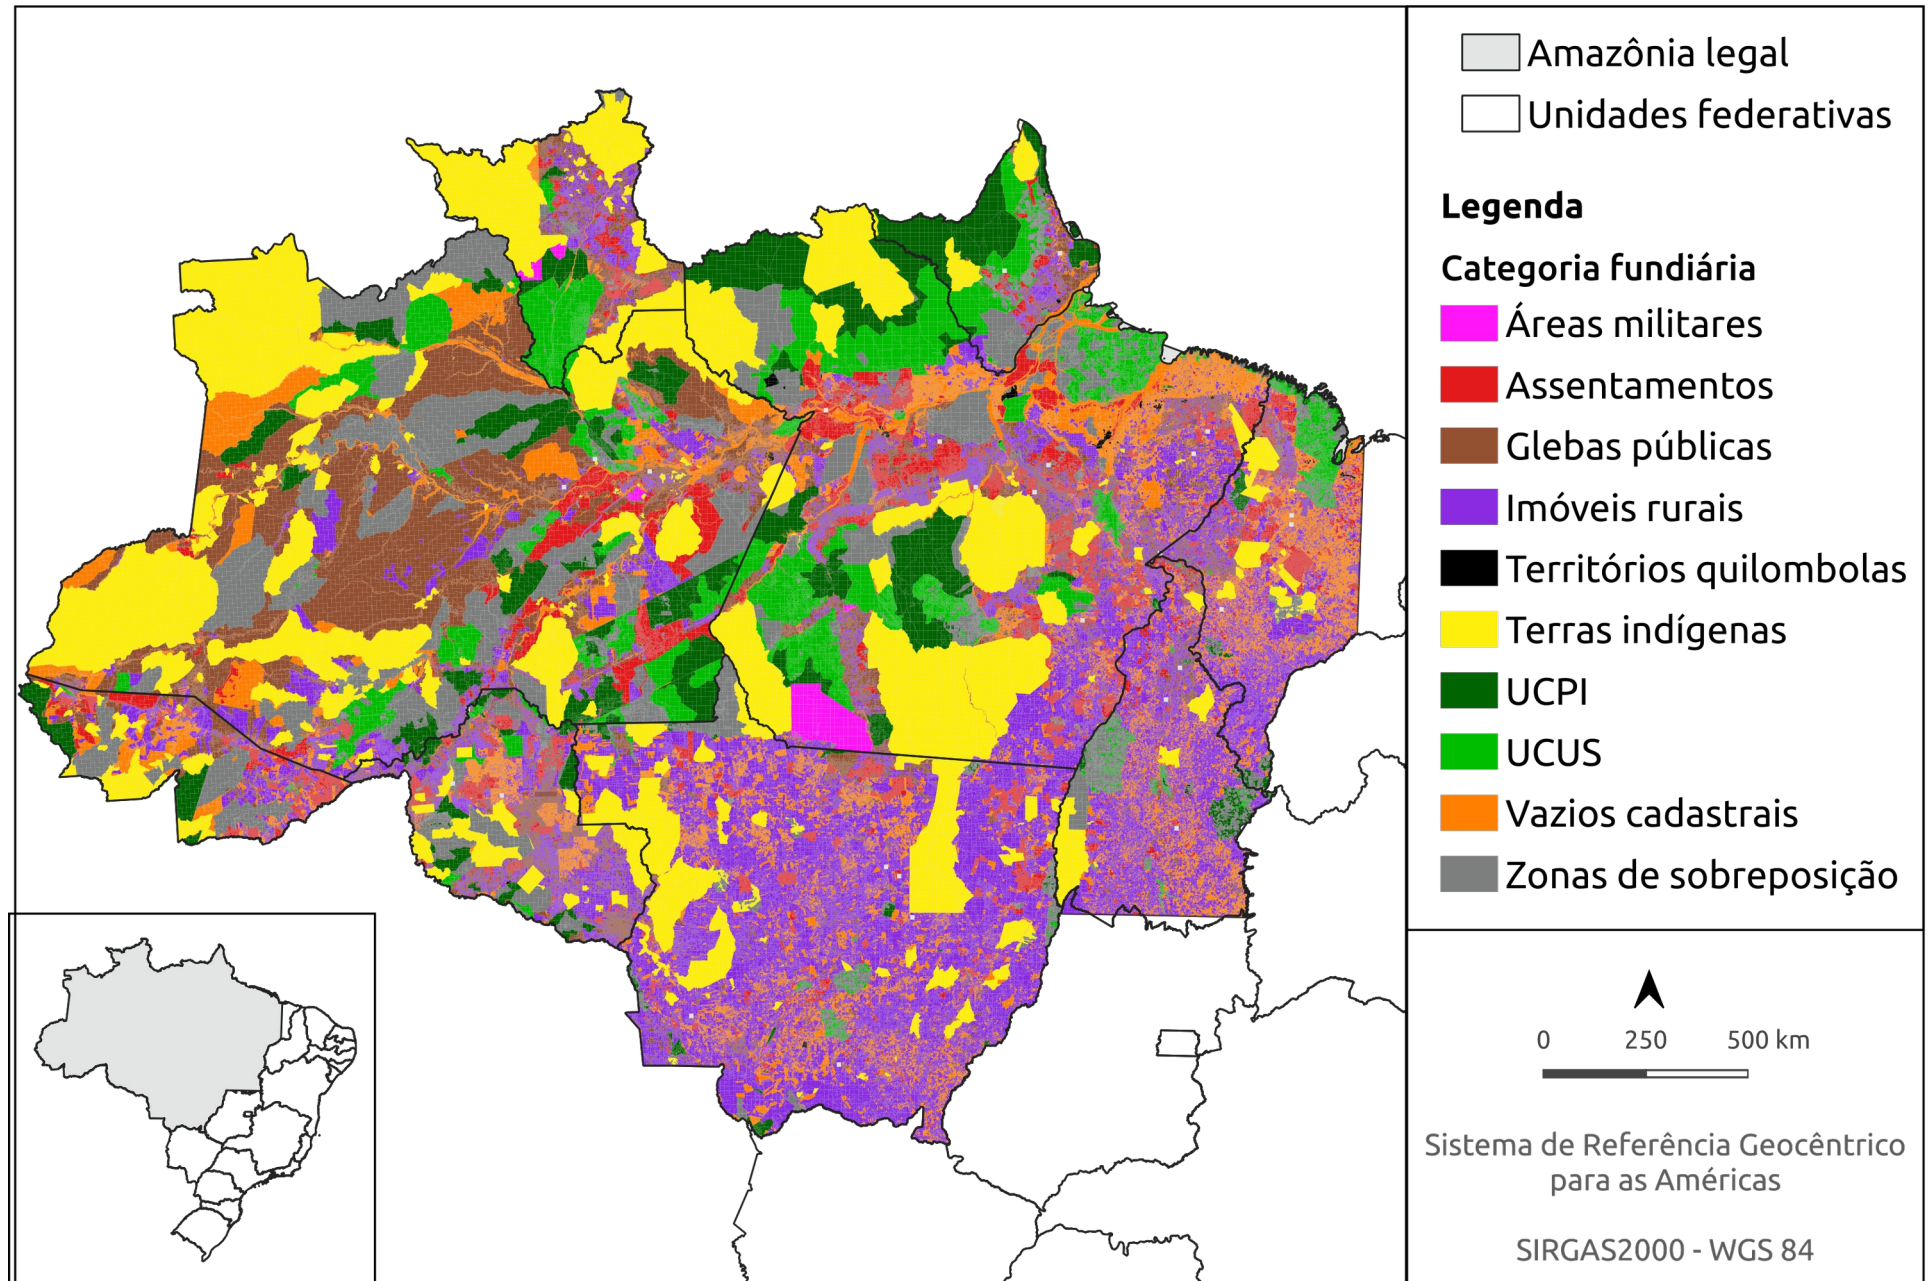 Amazônia legal
Unidades federativas
Legenda
Categoria fundiária
Áreas militares
Assentamentos
Glebas públicas
Imóveis rurais
Territórios quilombolas
Terras indígenas
UCPI
UCUS
Vazios cadastrais
Zonas de sobreposição
0 250 500 km
Sistema de Referência Geocêntrico
para as Américas
SIRGAS2000 - WGS 84